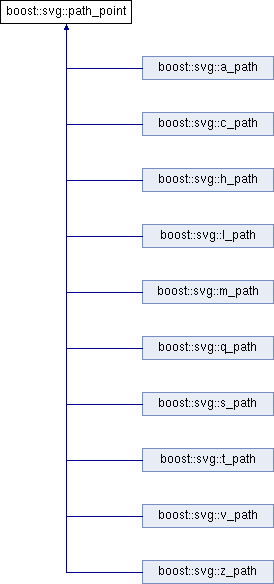 boost::svg::path_point
boost::svg::a_path
boost::svg::c_path
boost::svg::h_path
boost::svg::l_path
boost::svg::m_path
boost::svg::q_path
boost::svg::s_path
boost::svg::t_path
boost::svg::v_path
boost::svg::z_path